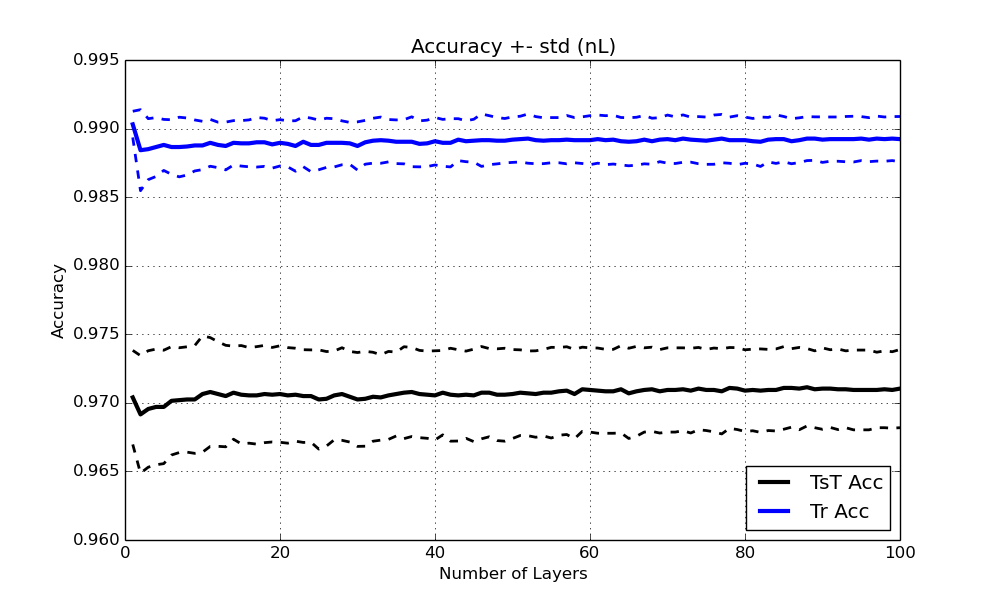 Accuracy +- std (nL)
0.995
0.990
0.985
0.980
0.975
0.970
0.965
0.960
Accuracy
TsT Acc
Tr Acc
0 20 40 60 80 100
Number of Layers